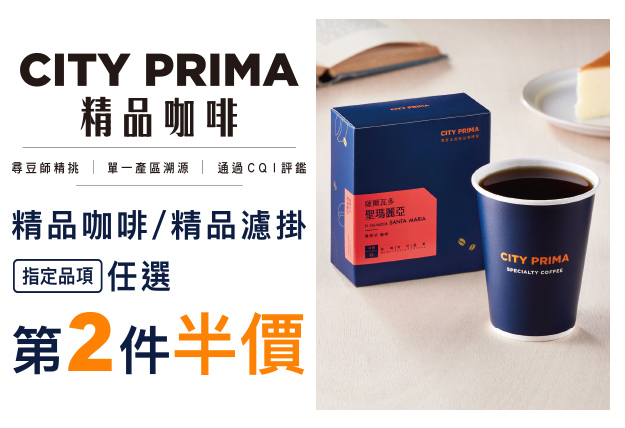 CITY PRIMA
精品咖啡
尋豆師精挑｜單一產區溯源｜通過CQI評鑑
精品咖啡/精品濾掛
指定品項 任選
第2件半價
CITY PRIMA
CITY PRIMA
薩爾瓦多
聖瑪麗亞
EL SALVADOR SANTA MARIA
CITY PRIMA
SPECIALTY COFFEE